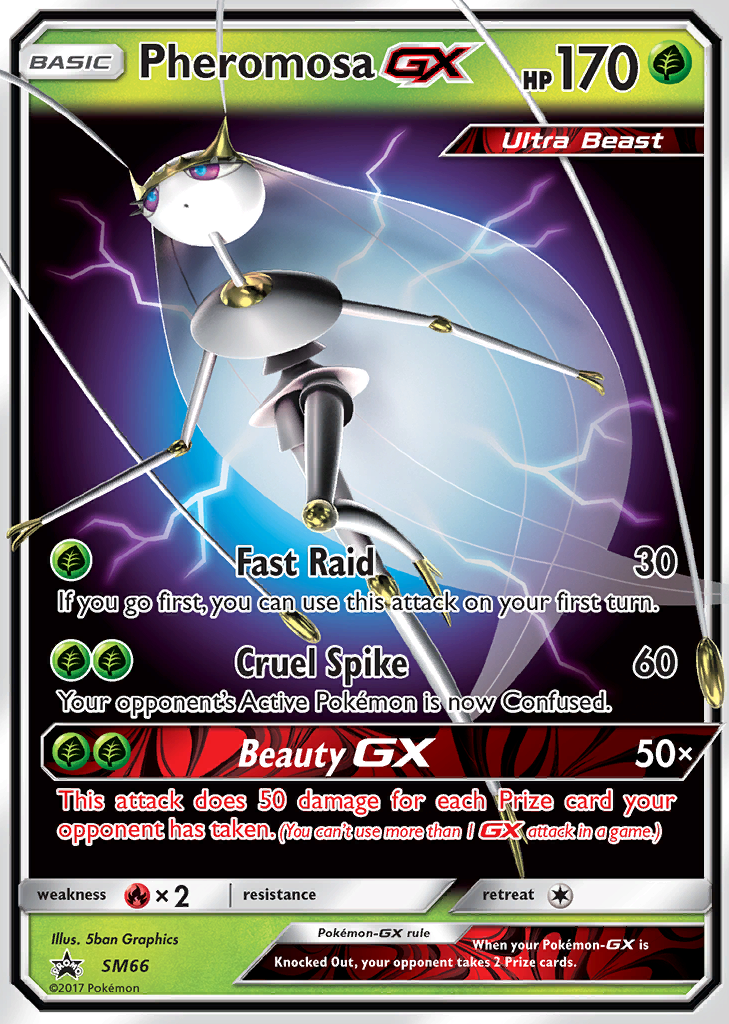 BASIC Pheromosa GX HP 170
Ultra Beast
Fast Raid 30
If you go first, you can use this attack on your first turn.
Cruel Spike 60
Your opponent's Active Pokémon is now Confused.
Beauty GX 50×
This attack does 50 damage for each Prize card your
opponent has taken. (You can't use more than 1 GX attack in a game.)
weakness ×2 resistance retreat
Illus. 5ban Graphics
PROMO SM66
©2017 Pokémon
Pokémon-GX rule
When your Pokémon-GX is
Knocked Out, your opponent takes 2 Prize cards.